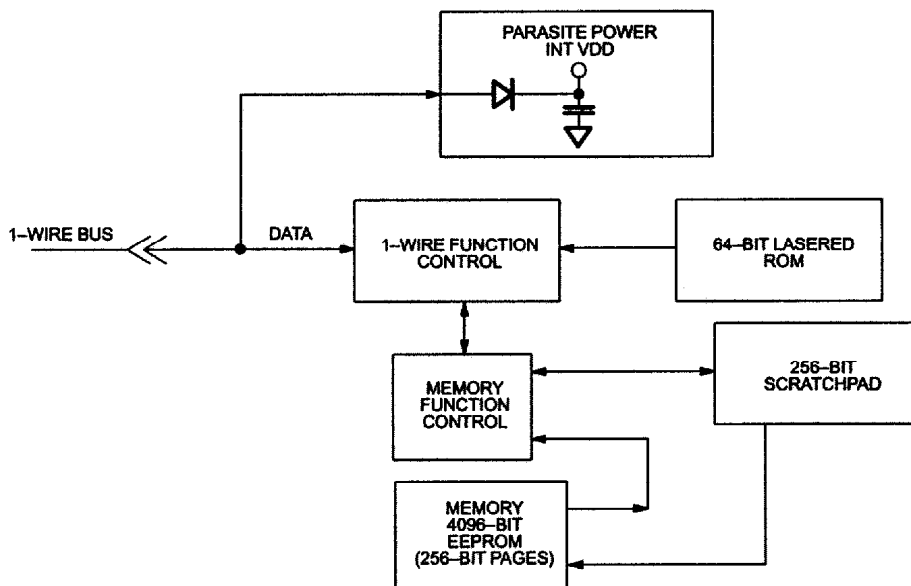 PARASITE POWER
INT VDD
1–WIRE BUS
DATA
1–WIRE FUNCTION
CONTROL
64–BIT LASERED
ROM
MEMORY
FUNCTION
CONTROL
256–BIT
SCRATCHPAD
MEMORY
4096–BIT
EEPROM
(256–BIT PAGES)